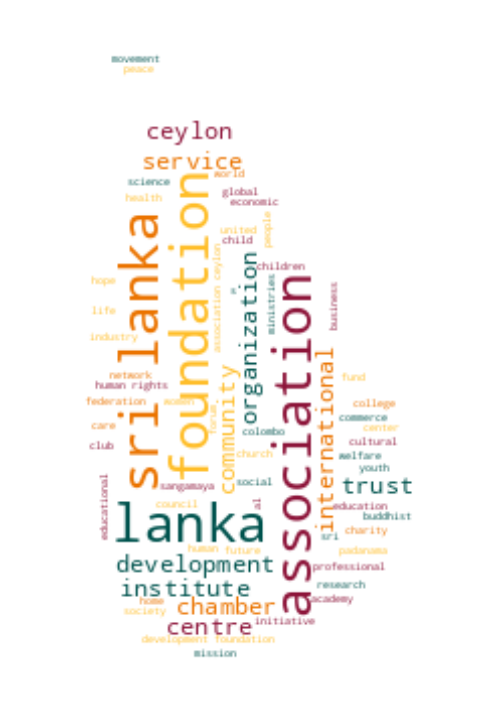 movement
peace
ceylon
service
world
science
global
health
economic
people
united
child
association ceylon
sri lanka
foundation
organization
children
hope
ministries
business
association
life
industry
international
community
network
human rights
fund
federation
women
college
forum
commerce
care
center
colombo
club
cultural
church
welfare
youth
educational
sangamaya
social
trust
council
al
education
lanka
buddhist
charity
sri
human
future
padanama
development
professional
institute
research
home
chamber
academy
society
centre
initiative
development foundation
mission